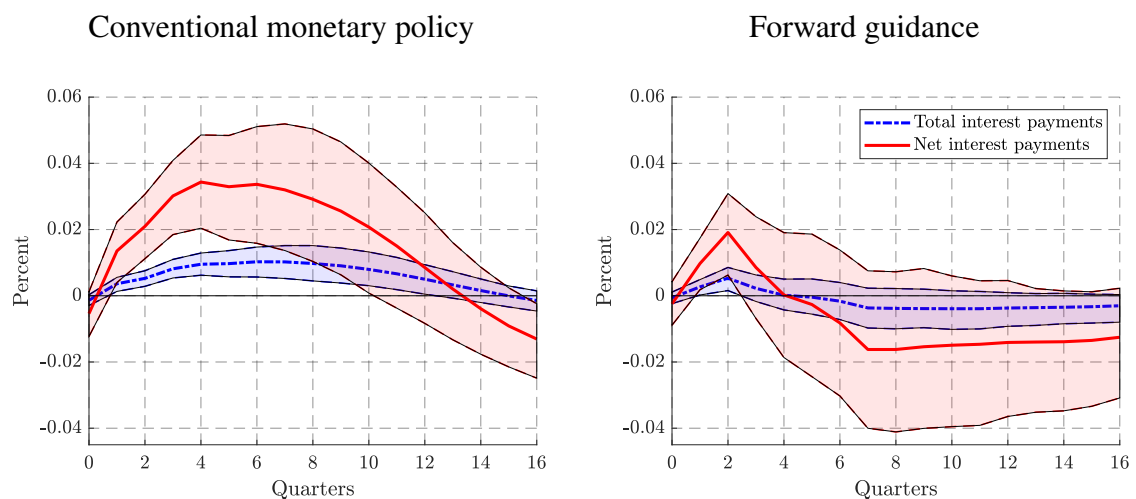 Conventional monetary policy
Forward guidance
0.06
0.04
0.02
0
-0.02
-0.04
Percent
0 2 4 6 8 10 12 14 16
Quarters
0.06
0.04
0.02
0
-0.02
-0.04
Percent
Total interest payments
Net interest payments
0 2 4 6 8 10 12 14 16
Quarters